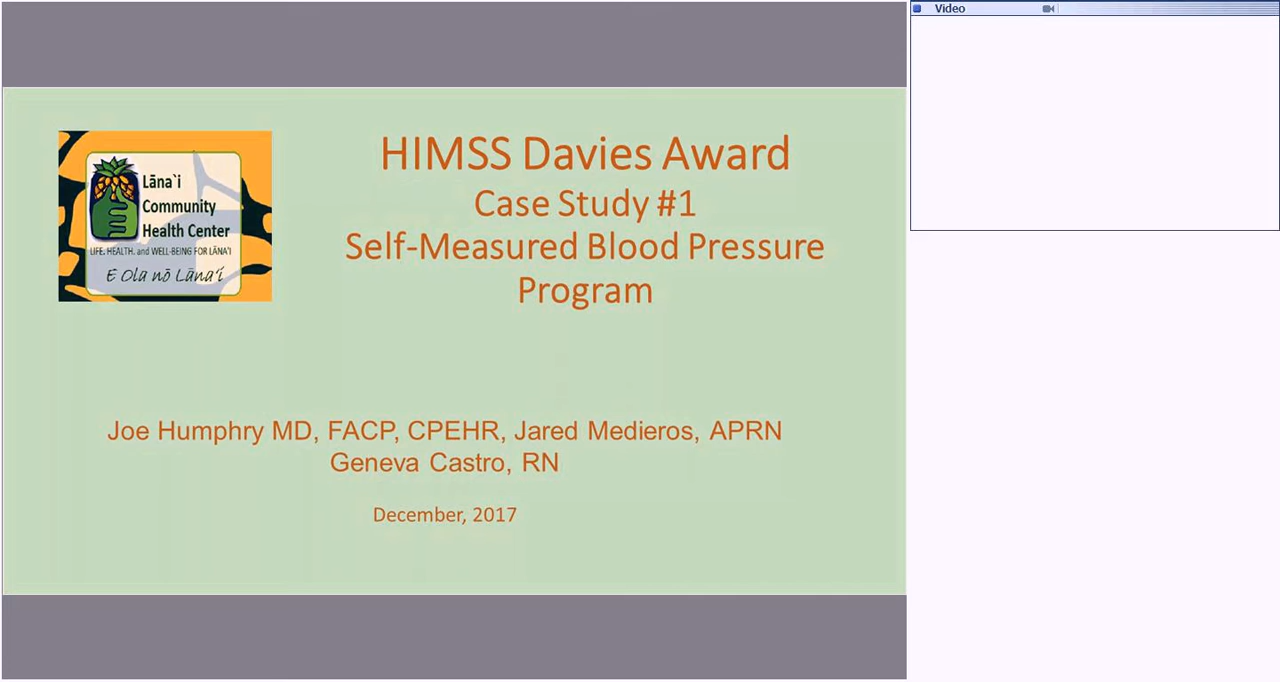 Video
HIMSS Davies Award
Case Study #1
Self-Measured Blood Pressure
Program
Lāna`i
Community
Health Center
LIFE, HEALTH, and WELL-BEING FOR LĀNA'I
E Ola nō Lāna'i
Joe Humphry MD, FACP, CPEHR, Jared Medieros, APRN
Geneva Castro, RN
December, 2017